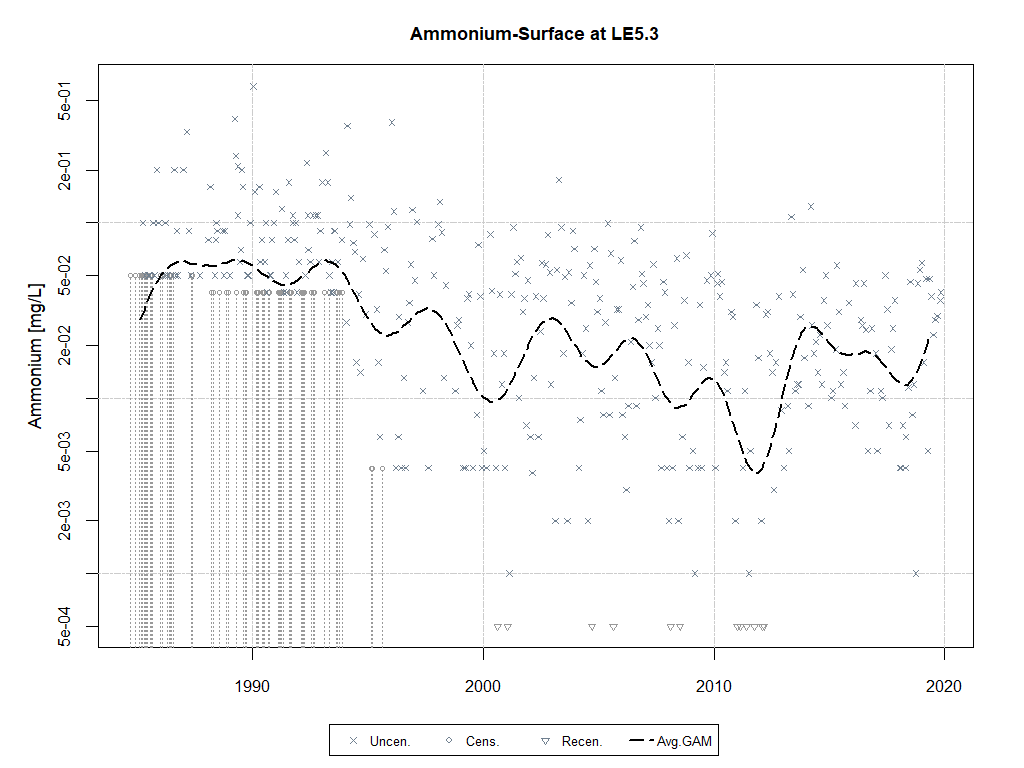 Ammonium-Surface at LE5.3
Ammonium [mg/L]
5e-01
2e-01
5e-02
2e-02
5e-03
2e-03
5e-04
1990
2000
2010
2020
Uncen.
Cens.
Recen.
Avg.GAM